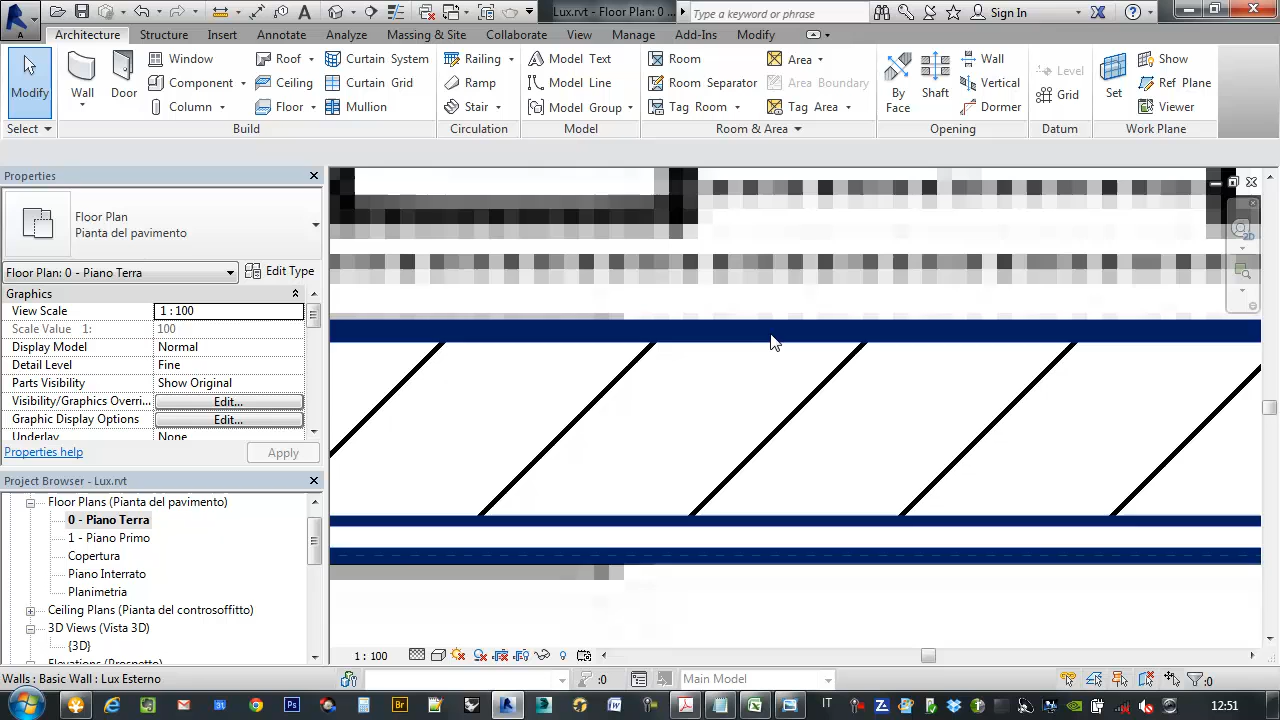 Lux.rvt - Floor Plan: 0 ...
Type a keyword or phrase
Sign In
Architecture Structure Insert Annotate Analyze Massing & Site Collaborate View Manage Add-Ins Modify
Modify
Wall
Door
Window
Component
Column
Roof
Ceiling
Floor
Curtain System
Curtain Grid
Mullion
Railing
Ramp
Stair
Model Text
Model Line
Model Group
Room
Room Separator
Tag Room
Area
Area Boundary
Tag Area
By Face
Shaft
Wall
Vertical
Dormer
Level
Grid
Set
Show
Ref Plane
Viewer
Select Build Circulation Model Room & Area Opening Datum Work Plane
Properties
Floor Plan
Pianta del pavimento
Floor Plan: 0 - Piano Terra Edit Type
Graphics
View Scale 1 : 100
Scale Value 1: 100
Display Model Normal
Detail Level Fine
Parts Visibility Show Original
Visibility/Graphics Overri... Edit...
Graphic Display Options Edit...
Underlay None
Properties help Apply
Project Browser - Lux.rvt
Floor Plans (Pianta del pavimento)
0 - Piano Terra
1 - Piano Primo
Copertura
Piano Interrato
Planimetria
Ceiling Plans (Pianta del controsoffitto)
3D Views (Vista 3D)
{3D}
Elevations (Prospetto)
2D
1 : 100
Walls : Basic Wall : Lux Esterno
:0
Main Model
:0
Ps
Br
IT
12:51